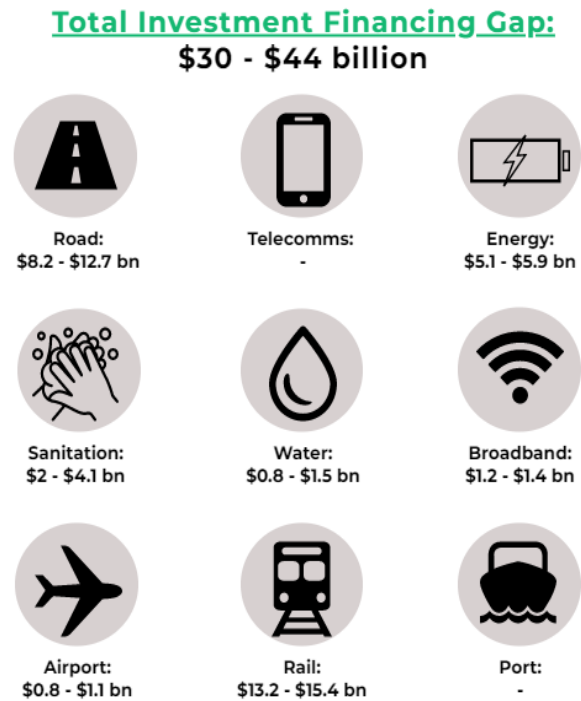 Total Investment Financing Gap:
$30 - $44 billion
Road:
$8.2 - $12.7 bn
Telecomms:
-
Energy:
$5.1 - $5.9 bn
Sanitation:
$2 - $4.1 bn
Water:
$0.8 - $1.5 bn
Broadband:
$1.2 - $1.4 bn
Airport:
$0.8 - $1.1 bn
Rail:
$13.2 - $15.4 bn
Port:
-